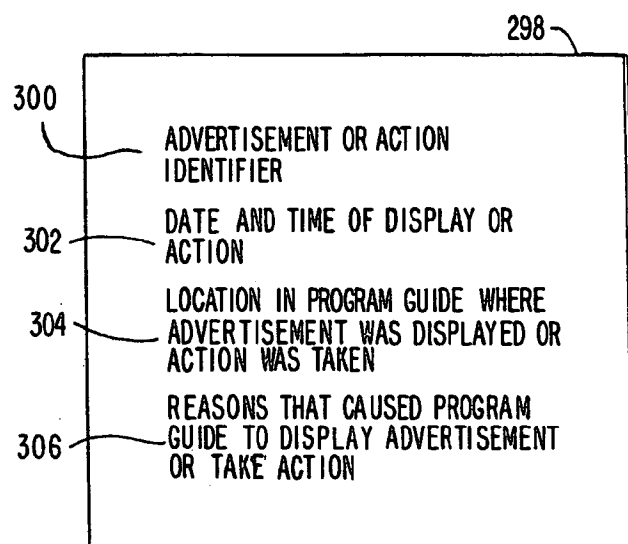 298
300
ADVERTISEMENT OR ACTION
IDENTIFIER
302
DATE AND TIME OF DISPLAY OR
ACTION
304
LOCATION IN PROGRAM GUIDE WHERE
ADVERTISEMENT WAS DISPLAYED OR
ACTION WAS TAKEN
306
REASONS THAT CAUSED PROGRAM
GUIDE TO DISPLAY ADVERTISEMENT
OR TAKE ACTION